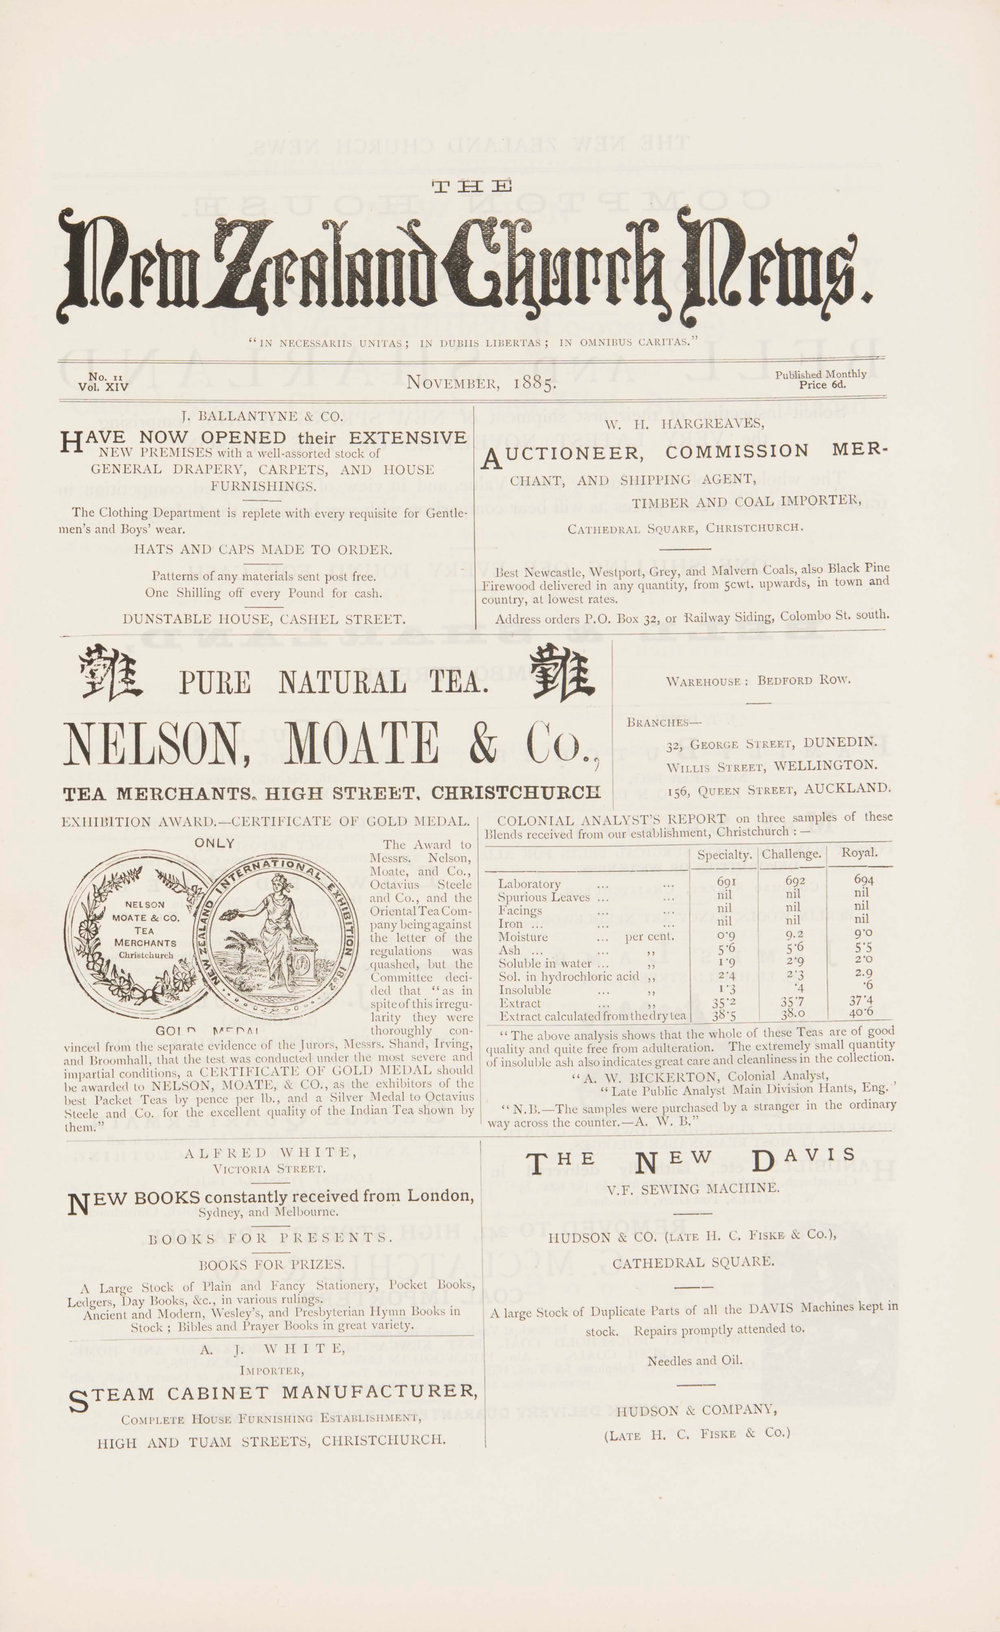 THE
New Zealand Church News.
"IN NECESSARIIS UNITAS; IN DUBIIS LIBERTAS; IN OMNIBUS CARITAS."
No. 11
Vol. XIV
NOVEMBER, 1885.
Published Monthly
Price 6d.
J. BALLANTYNE & CO.
HAVE NOW OPENED their EXTENSIVE
NEW PREMISES with a well-assorted stock of
GENERAL DRAPERY, CARPETS, AND HOUSE
FURNISHINGS.
The Clothing Department is replete with every requisite for Gentle-
men's and Boys' wear.
HATS AND CAPS MADE TO ORDER.
Patterns of any materials sent post free.
One Shilling off every Pound for cash.
DUNSTABLE HOUSE, CASHEL STREET.
W. H. HARGREAVES,
AUCTIONEER, COMMISSION MER-
CHANT, AND SHIPPING AGENT,
TIMBER AND COAL IMPORTER,
CATHEDRAL SQUARE, CHRISTCHURCH.
Best Newcastle, Westport, Grey, and Malvern Coals, also Black Pine
Firewood delivered in any quantity, from 5cwt. upwards, in town and
country, at lowest rates.
Address orders P.O. Box 32, or Railway Siding, Colombo St. south.
難 PURE NATURAL TEA. 難
NELSON, MOATE & Co.,
TEA MERCHANTS, HIGH STREET, CHRISTCHURCH
WAREHOUSE: BEDFORD ROW.
BRANCHES—
32, GEORGE STREET, DUNEDIN.
WILLIS STREET, WELLINGTON.
156, QUEEN STREET, AUCKLAND.
EXHIBITION AWARD.—CERTIFICATE OF GOLD MEDAL.
ONLY
NELSON
MOATE & CO.
TEA
MERCHANTS
Christchurch
NEW ZEALAND INTERNATIONAL EXHIBITION 1882
GOLD MEDAL
The Award to
Messrs. Nelson,
Moate, and Co.,
Octavius Steele
and Co., and the
Oriental Tea Com-
pany being against
the letter of the
regulations was
quashed, but the
Committee deci-
ded that "as in
spite of this irregu-
larity they were
thoroughly con-
vinced from the separate evidence of the Jurors, Messrs. Shand, Irving,
and Broomhall, that the test was conducted under the most severe and
impartial conditions, a CERTIFICATE OF GOLD MEDAL should
be awarded to NELSON, MOATE, & CO., as the exhibitors of the
best Packet Teas by pence per lb., and a Silver Medal to Octavius
Steele and Co. for the excellent quality of the Indian Tea shown by
them."
COLONIAL ANALYST'S REPORT on three samples of these
Blends received from our establishment, Christchurch :—
Specialty. Challenge. Royal.
Laboratory ... ... 691 692 694
Spurious Leaves ... ... nil nil nil
Facings ... ... nil nil nil
Iron ... ... nil nil nil
Moisture ... per cent. 0·9 9.2 9·0
Ash ... ... ,, 5·6 5·6 5·5
Soluble in water ... ,, 1·9 2·9 2·0
Sol. in hydrochloric acid ,, 2·4 2·3 2.9
Insoluble ... ,, 1·3 ·4 ·6
Extract ... ,, 35·2 35·7 37·4
Extract calculated from the dry tea 38·5 38.0 40·6
"The above analysis shows that the whole of these Teas are of good
quality and quite free from adulteration. The extremely small quantity
of insoluble ash also indicates great care and cleanliness in the collection.
"A. W. BICKERTON, Colonial Analyst,
"Late Public Analyst Main Division Hants, Eng.'
"N.B.—The samples were purchased by a stranger in the ordinary
way across the counter.—A. W. B."
ALFRED WHITE,
VICTORIA STREET.
NEW BOOKS constantly received from London,
Sydney, and Melbourne.
BOOKS FOR PRESENTS.
BOOKS FOR PRIZES.
A Large Stock of Plain and Fancy Stationery, Pocket Books,
Ledgers, Day Books, &c., in various rulings.
Ancient and Modern, Wesley's, and Presbyterian Hymn Books in
Stock; Bibles and Prayer Books in great variety.
A. J. WHITE,
IMPORTER,
STEAM CABINET MANUFACTURER,
COMPLETE HOUSE FURNISHING ESTABLISHMENT,
HIGH AND TUAM STREETS, CHRISTCHURCH.
THE NEW DAVIS
V.F. SEWING MACHINE.
HUDSON & CO. (LATE H. C. FISKE & Co.),
CATHEDRAL SQUARE.
A large Stock of Duplicate Parts of all the DAVIS Machines kept in
stock. Repairs promptly attended to.
Needles and Oil.
HUDSON & COMPANY,
(LATE H. C. FISKE & Co.)